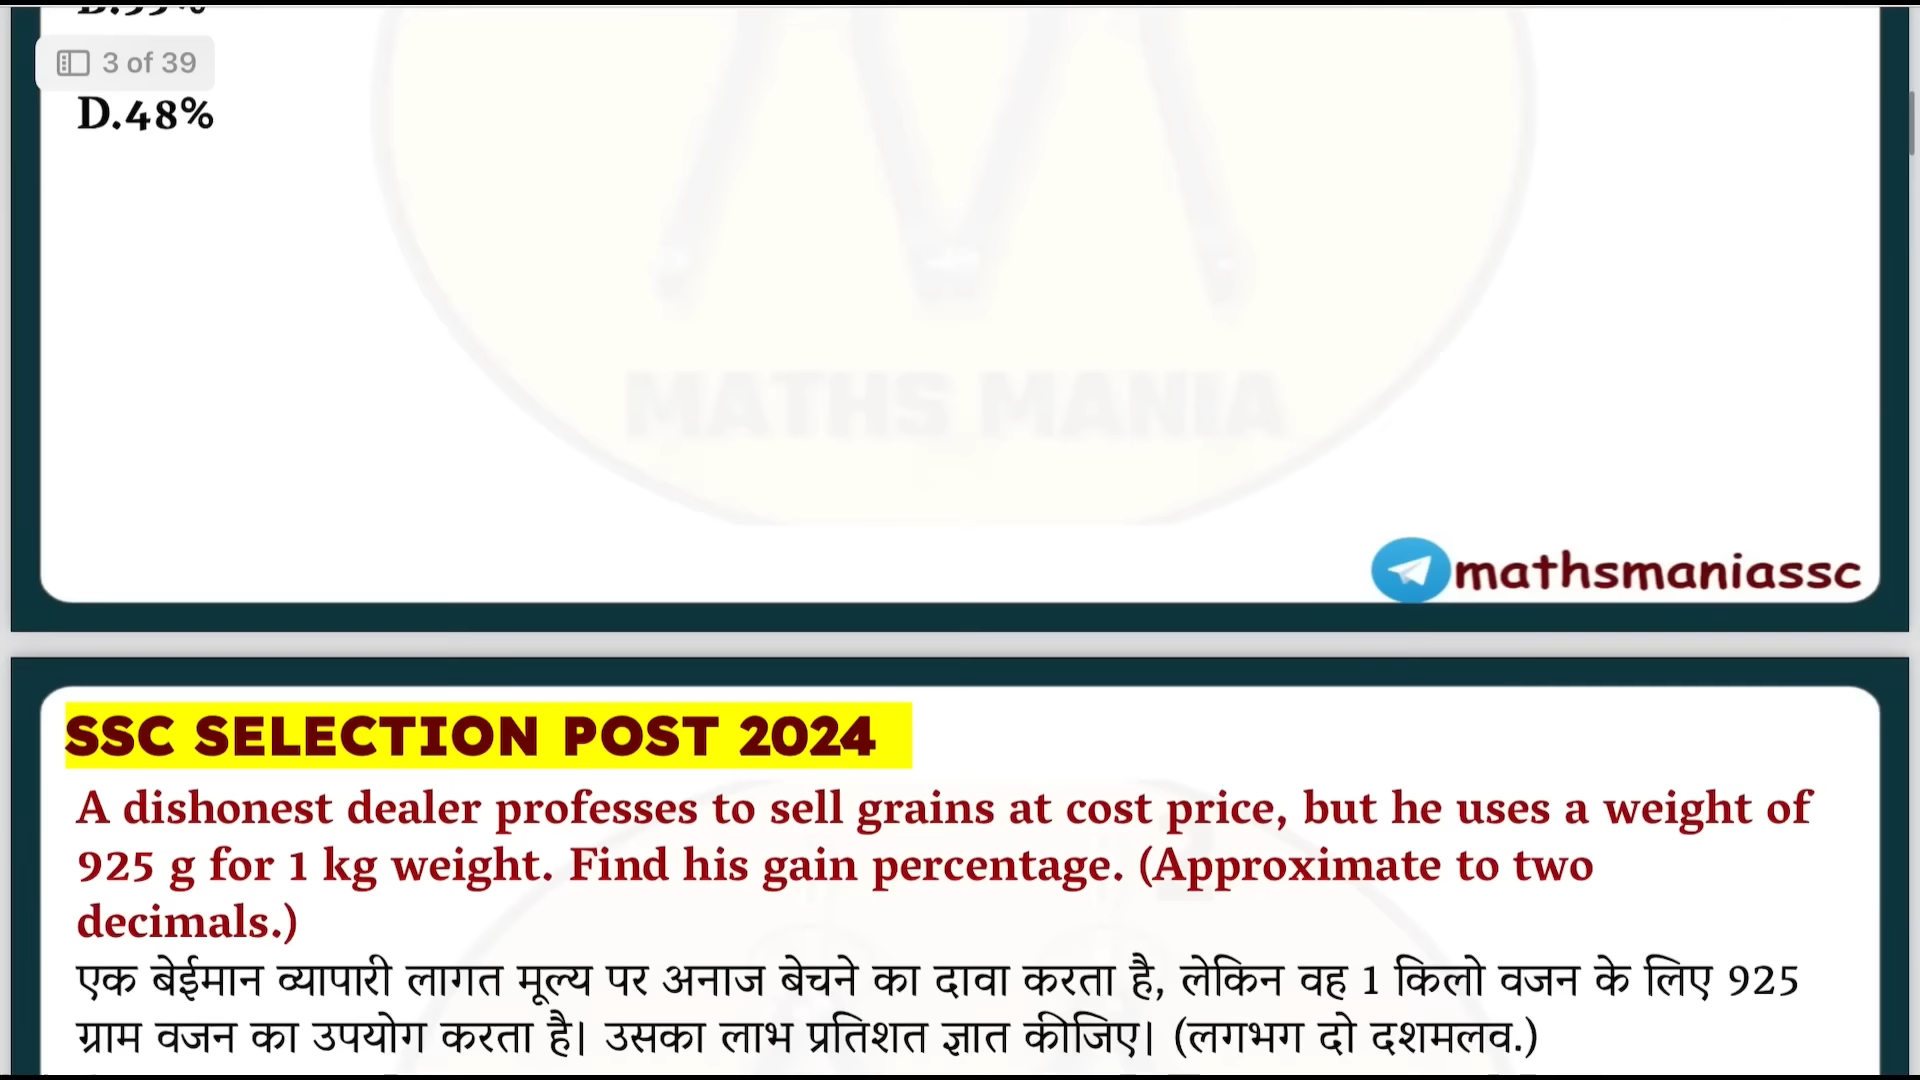 3 of 39
D.48%
MATHS MANIA
mathsmaniassc
SSC SELECTION POST 2024
A dishonest dealer professes to sell grains at cost price, but he uses a weight of
925 g for 1 kg weight. Find his gain percentage. (Approximate to two
decimals.)
एक बेईमान व्यापारी लागत मूल्य पर अनाज बेचने का दावा करता है, लेकिन वह 1 किलो वजन के लिए 925
ग्राम वजन का उपयोग करता है। उसका लाभ प्रतिशत ज्ञात कीजिए। (लगभग दो दशमलव.)